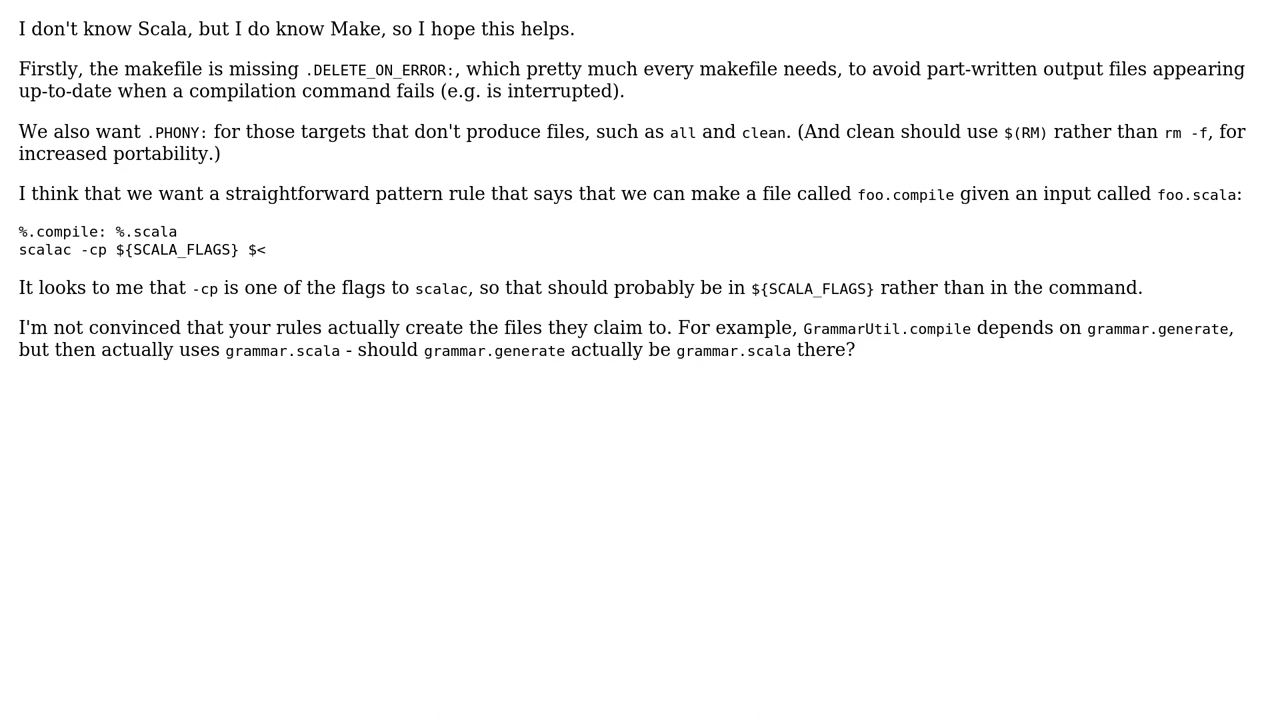 I don't know Scala, but I do know Make, so I hope this helps.
Firstly, the makefile is missing .DELETE_ON_ERROR:, which pretty much every makefile needs, to avoid part-written output files appearing
up-to-date when a compilation command fails (e.g. is interrupted).
We also want .PHONY: for those targets that don't produce files, such as all and clean. (And clean should use $(RM) rather than rm -f, for
increased portability.)
I think that we want a straightforward pattern rule that says that we can make a file called foo.compile given an input called foo.scala:
%.compile: %.scala
scalac -cp ${SCALA_FLAGS} $<
It looks to me that -cp is one of the flags to scalac, so that should probably be in ${SCALA_FLAGS} rather than in the command.
I'm not convinced that your rules actually create the files they claim to. For example, GrammarUtil.compile depends on grammar.generate,
but then actually uses grammar.scala - should grammar.generate actually be grammar.scala there?